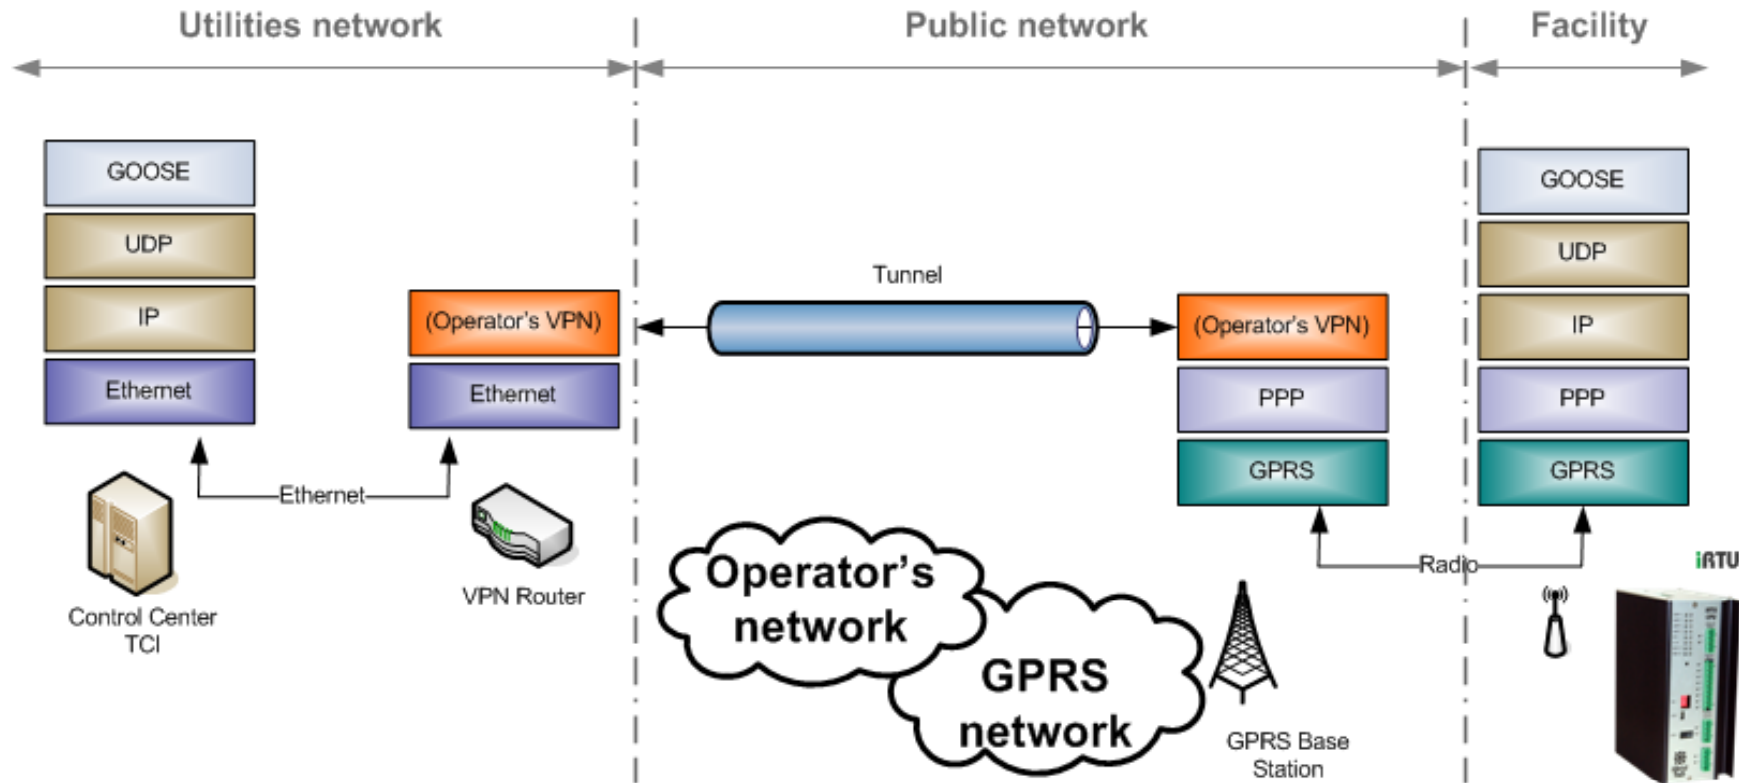 Utilities network
Public network
Facility
GOOSE
UDP
IP
Ethernet
(Operator's VPN)
Ethernet
Ethernet
Control Center
TCI
VPN Router
Tunnel
(Operator's VPN)
PPP
GPRS
Operator's
network
GPRS
network
GPRS Base
Station
GOOSE
UDP
IP
PPP
GPRS
Radio
iRTU